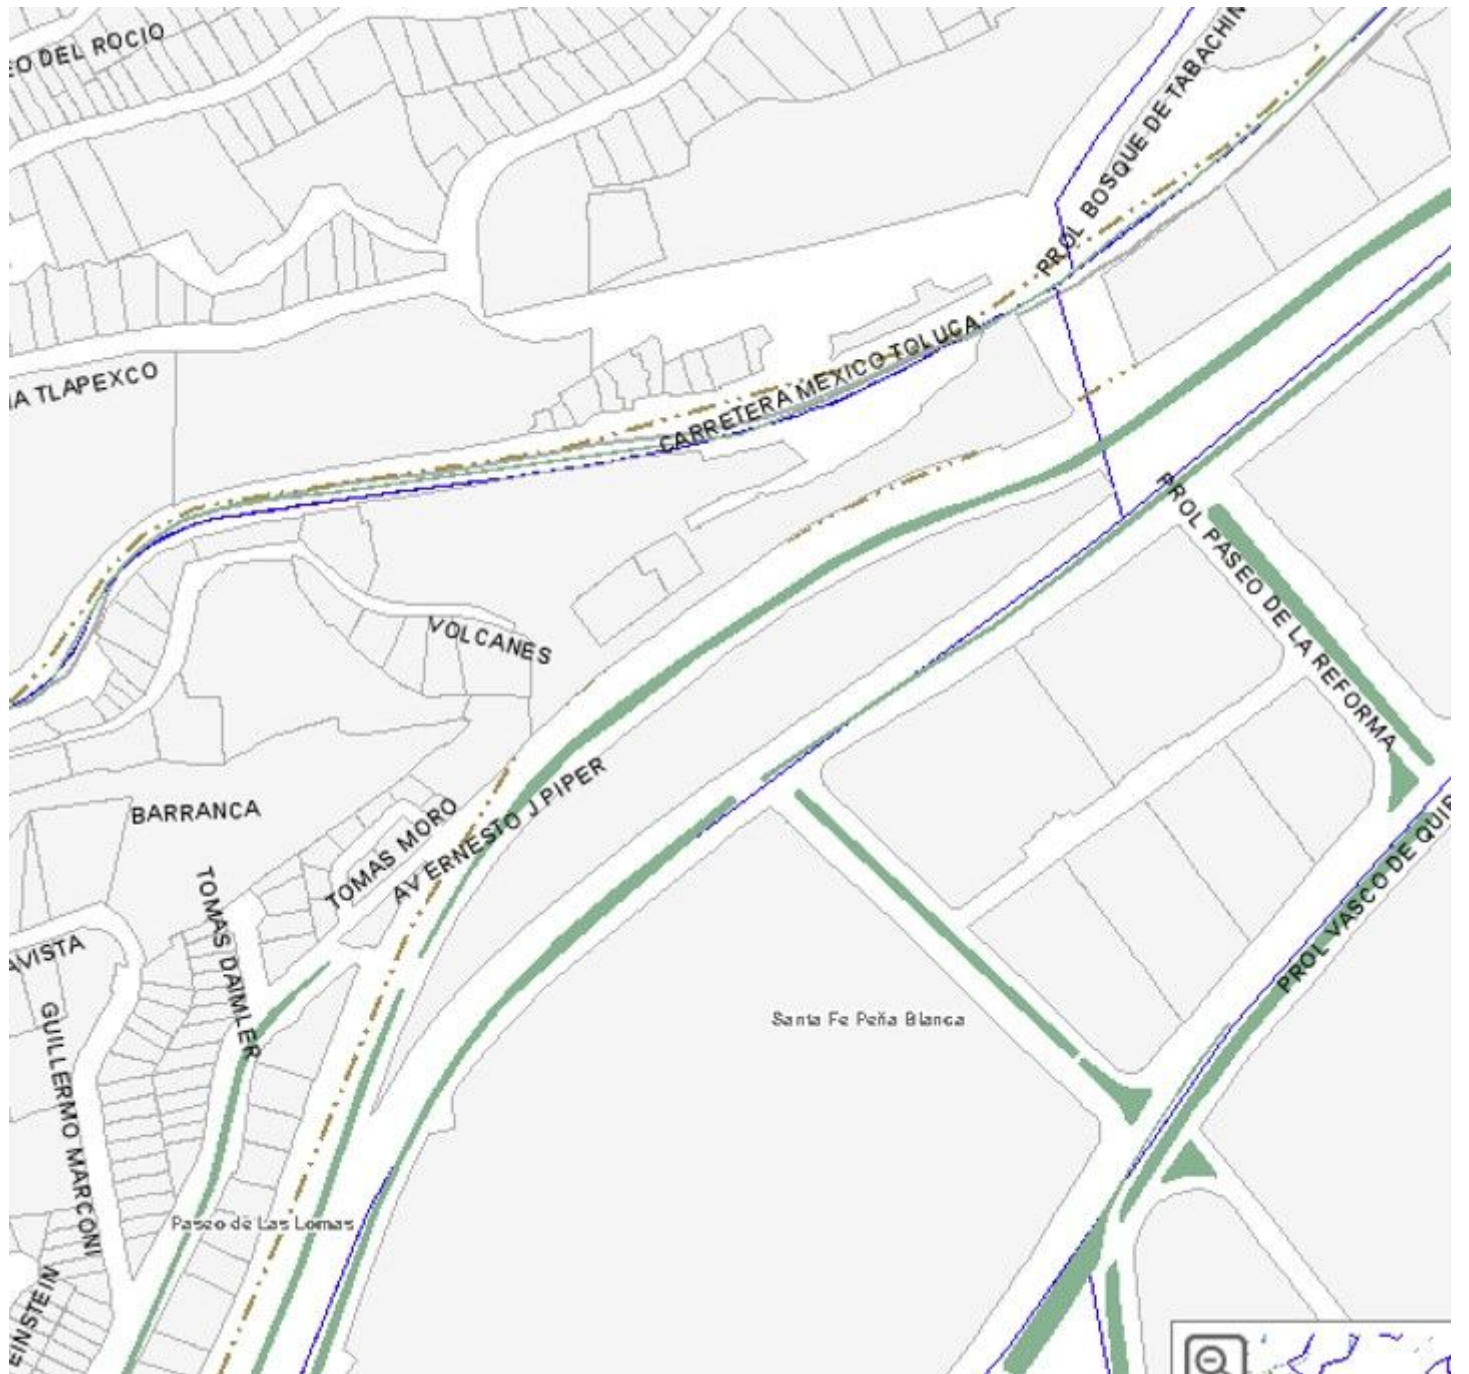 O DEL ROCIO
PROL BOSQUE DE TABACHIN
CARRETERA MEXICO TOLUCA
A TLAPEXCO
PROL PASEO DE LA REFORMA
VOLCANES
BARRANCA
TOMAS MORO
AV ERNESTO J PIPER
TOMAS DAIMLER
PROL VASCO DE QUIR
AVISTA
GUILLERMO MARCONI
Santa Fe Peña Blanca
Paseo de Las Lomas
EINSTEIN